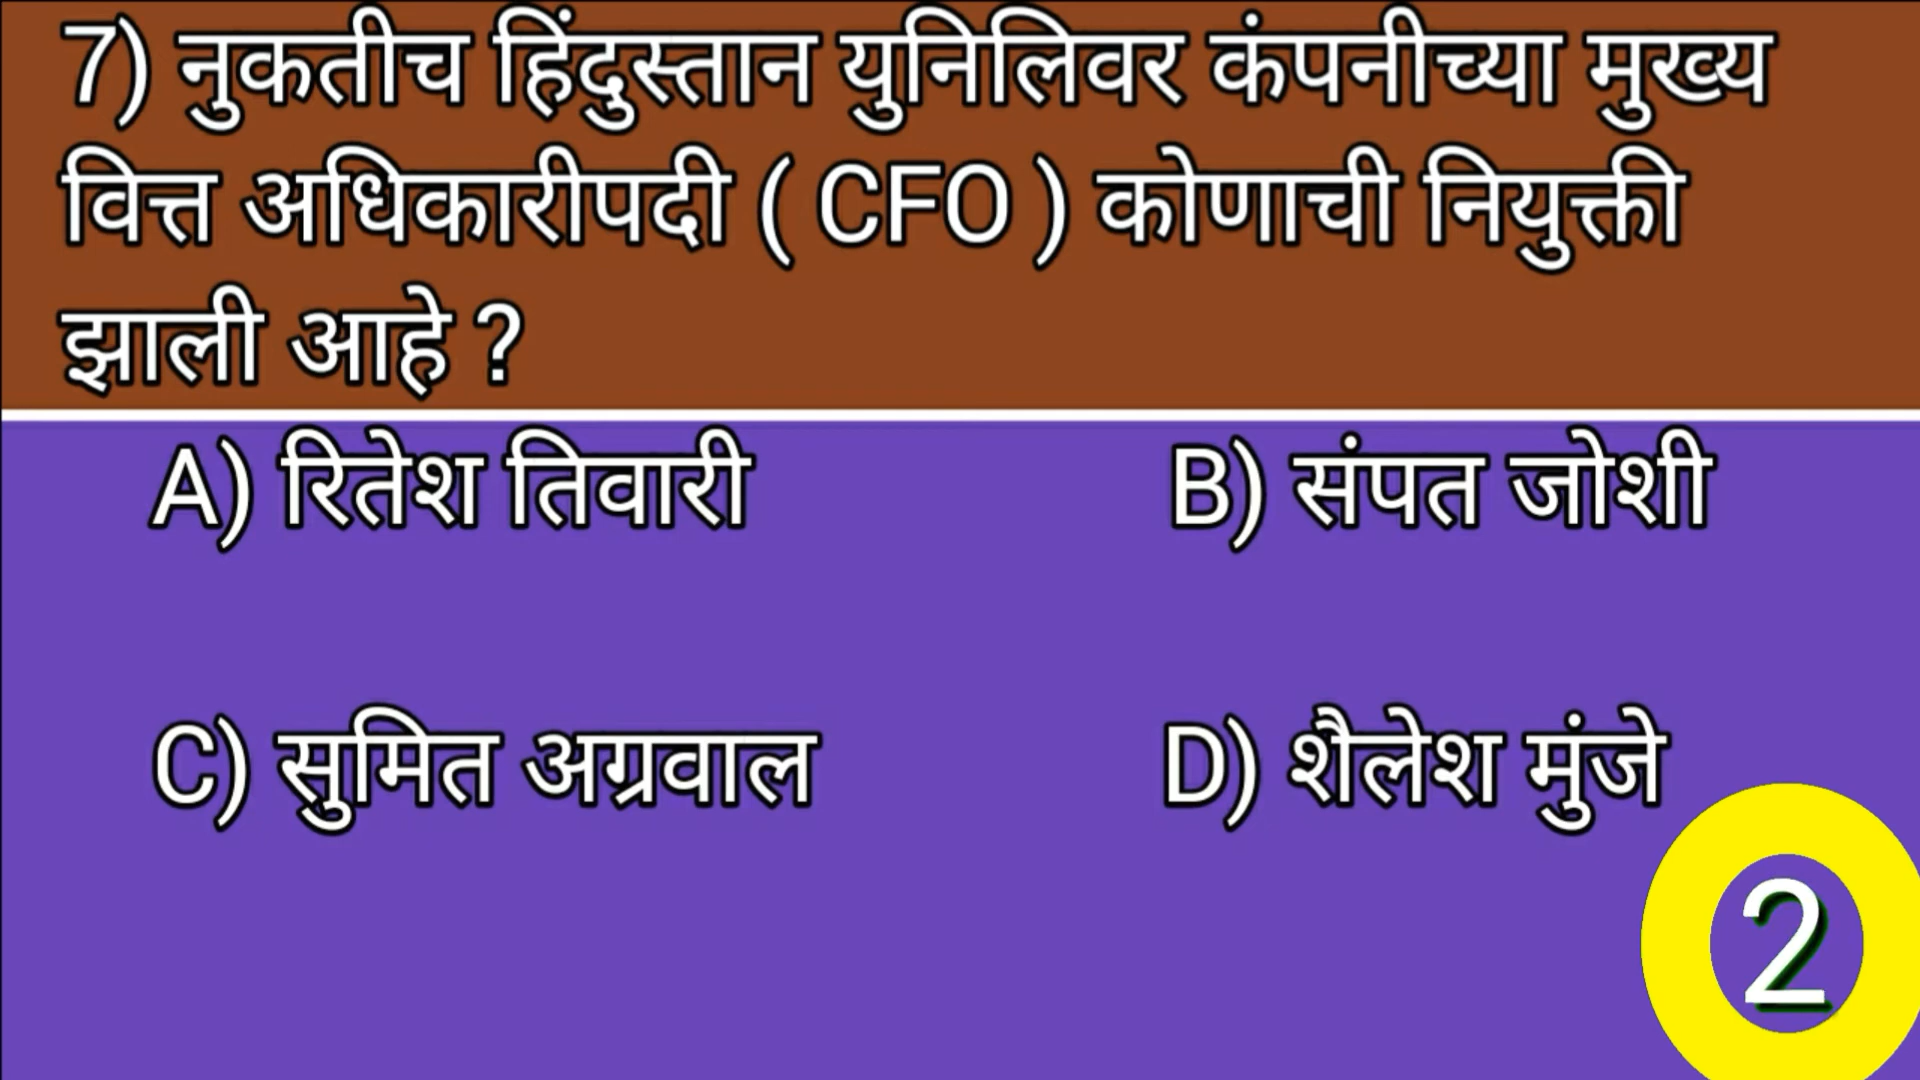 7) नुकतीच हिंदुस्तान युनिलिवर कंपनीच्या मुख्य
वित्त अधिकारीपदी ( CFO ) कोणाची नियुक्ती
झाली आहे ?
A) रितेश तिवारी
B) संपत जोशी
C) सुमित अग्रवाल
D) शैलेश मुंजे
2